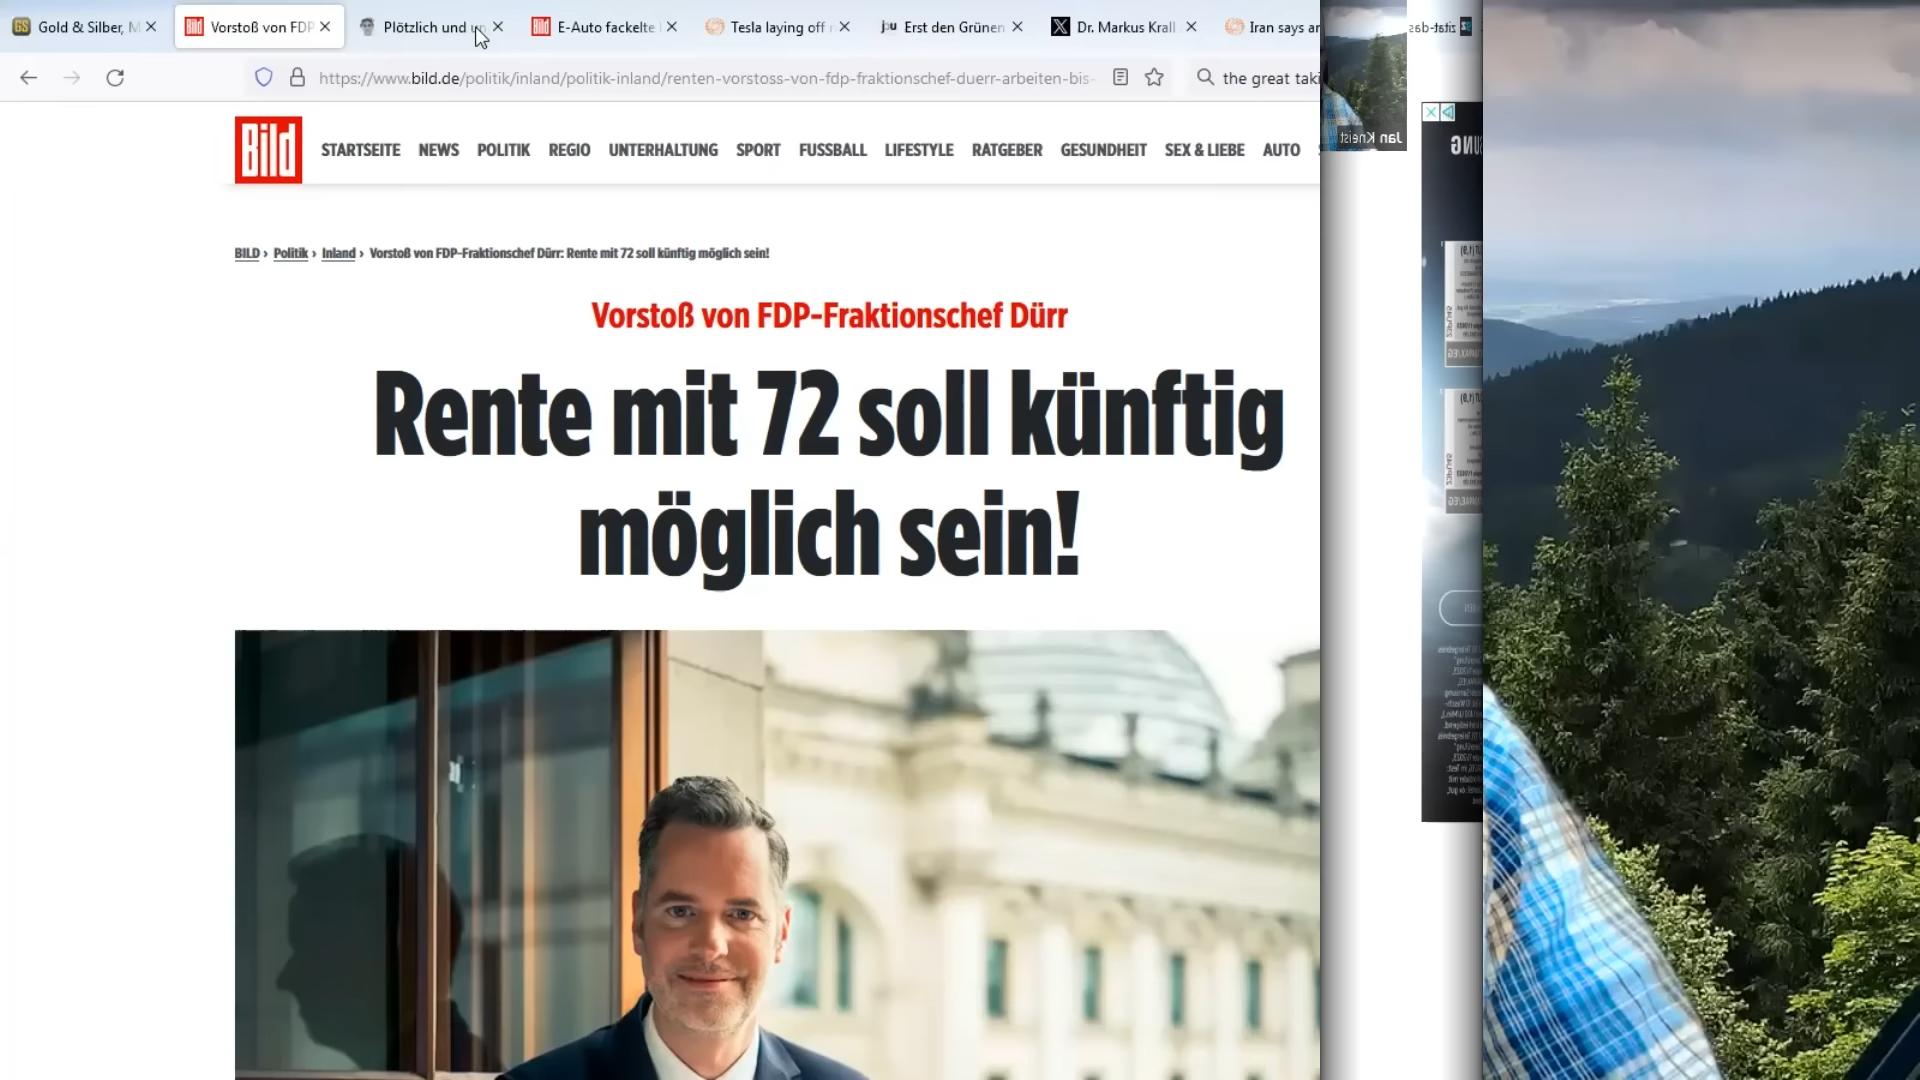 Gold & Silber, M
Vorstoß von FDP
Plötzlich und un
E-Auto fackelte
Tesla laying off
Erst den Grünen
Dr. Markus Krall
Iran says an
https://www.bild.de/politik/inland/politik-inland/renten-vorstoss-von-fdp-fraktionschef-duerr-arbeiten-bis-
the great taki
Jan Kneist
Bild
STARTSEITE NEWS POLITIK REGIO UNTERHALTUNG SPORT FUSSBALL LIFESTYLE RATGEBER GESUNDHEIT SEX & LIEBE AUTO
BILD › Politik › Inland › Vorstoß von FDP-Fraktionschef Dürr: Rente mit 72 soll künftig möglich sein!
Vorstoß von FDP-Fraktionschef Dürr
Rente mit 72 soll künftig
möglich sein!